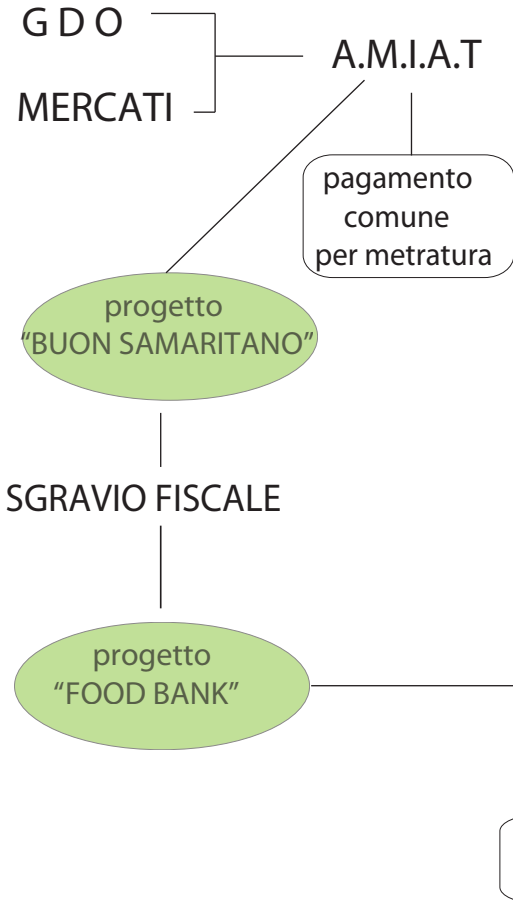 G D O
MERCATI
A.M.I.A.T
pagamento
comune
per metratura
progetto
“BUON SAMARITANO”
SGRAVIO FISCALE
progetto
“FOOD BANK”